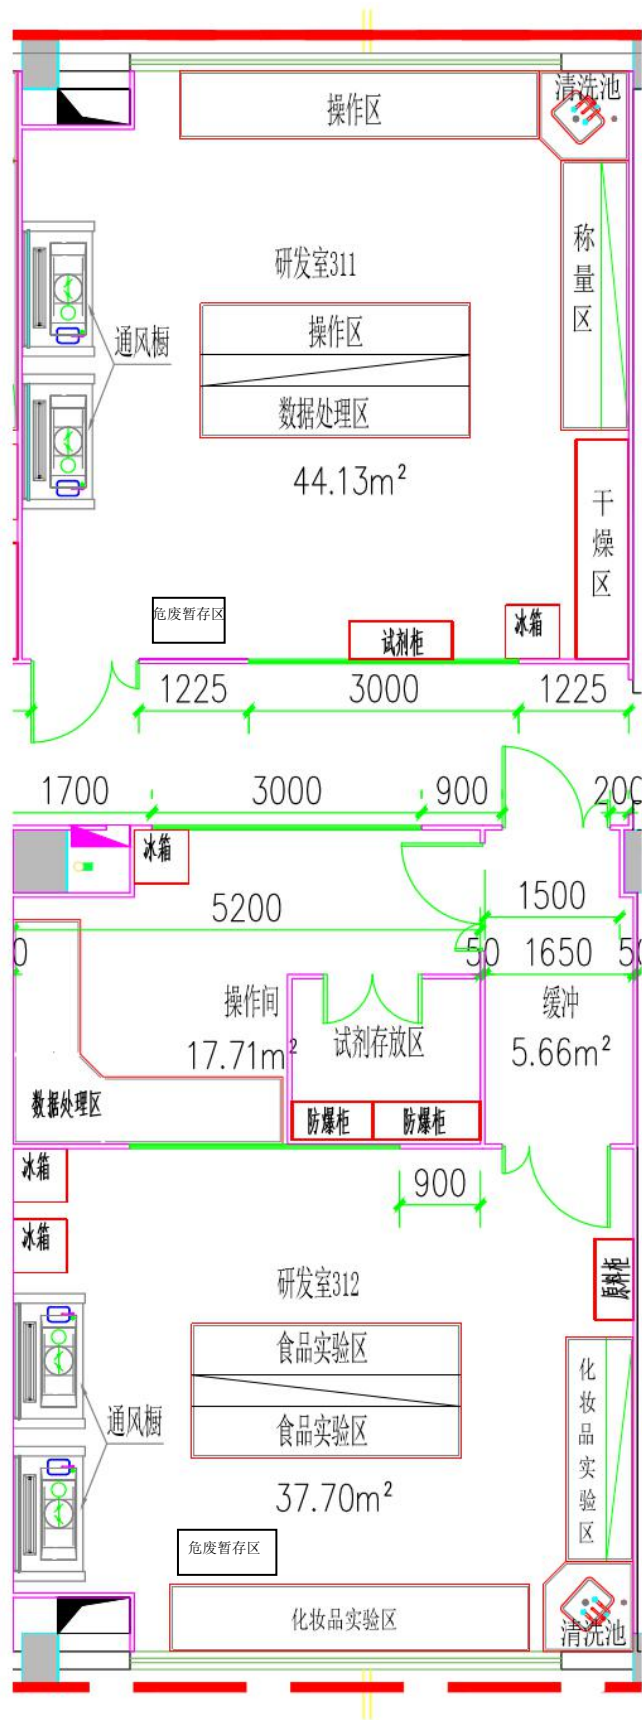 清洗池
操作区
称量区
研发室311
操作区
通风橱
数据处理区
44.13m²
干燥区
危废暂存区
冰箱
试剂柜
1225
3000
1225
1700
3000
900
200
冰箱
5200
1500
0
50
1650
50
操作间
缓冲
17.71m²
试剂存放区
5.66m²
数据处理区
防爆柜
防爆柜
冰箱
900
冰箱
原料柜
研发室312
食品实验区
化妆品实验区
通风橱
食品实验区
37.70m²
危废暂存区
化妆品实验区
清洗池